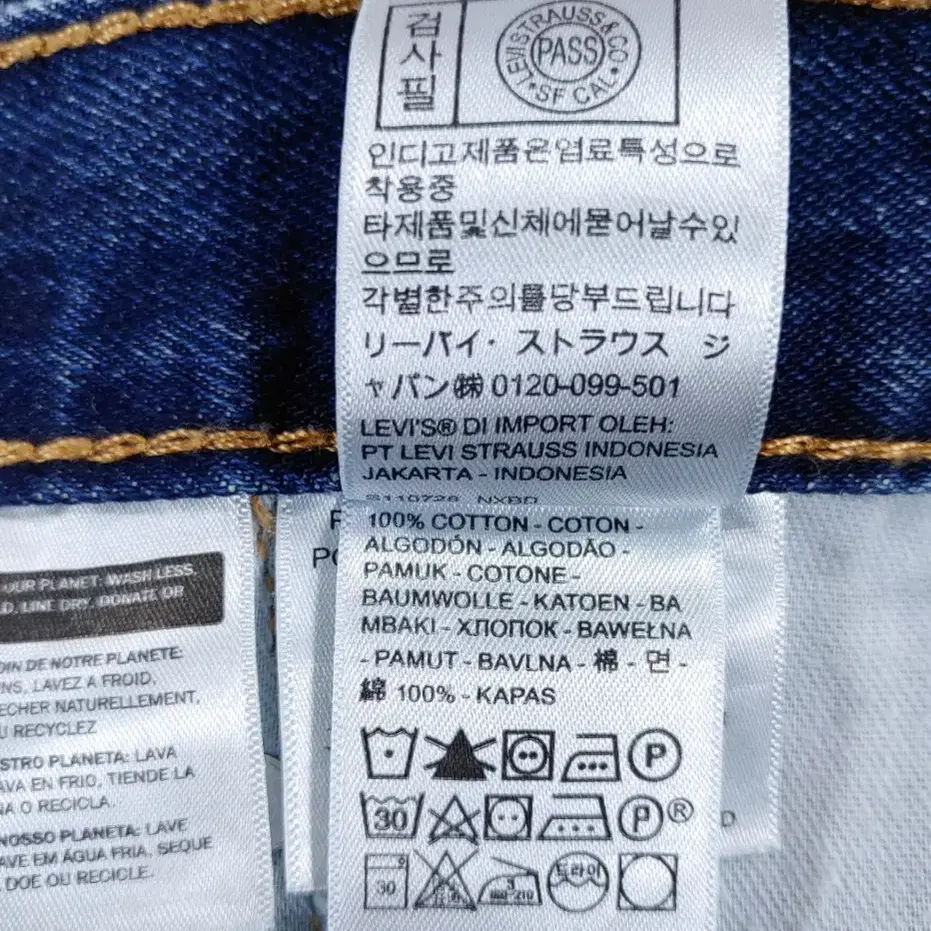 검사필
LEVI STRAUSS & CO
PASS
SF CAL
인디고제품은염료특성으로
착용중
타제품및신체에묻어날수있
으므로
각별한주의를당부드립니다
リーバイ・ストラウス ジ
ャパン㈱ 0120-099-501
LEVI'S® DI IMPORT OLEH:
PT LEVI STRAUSS INDONESIA
JAKARTA - INDONESIA
100% COTTON - COTON -
ALGODÓN - ALGODÃO -
PAMUK - COTONE -
BAUMWOLLE - KATOEN - BA
MBAKI - ХЛОПОК - BAWEŁNA
- PAMUT - BAVLNA - 棉 - 면 -
綿 100% - KAPAS
P
30
P®
30
드라이
OUR PLANET: WASH LESS,
LINE DRY, DONATE OR
DE NOTRE PLANETE:
LAVEZ A FROID,
NATURELLEMENT,
RECYCLEZ
PLANETA: LAVA
EN FRIO, TIENDE LA
O RECICLA.
NOSSO PLANETA: LAVE
EM ÁGUA FRIA, SEQUE
DOE OU RECICLE.